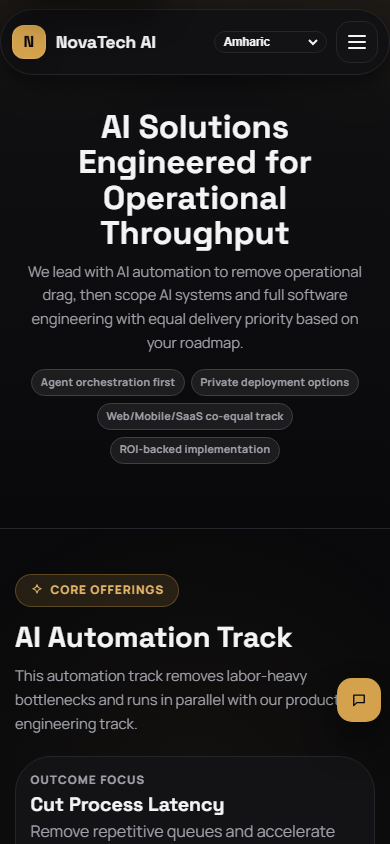 N NovaTech AI Amharic
AI Solutions
Engineered for
Operational
Throughput
We lead with AI automation to remove operational
drag, then scope AI systems and full software
engineering with equal delivery priority based on
your roadmap.
Agent orchestration first Private deployment options
Web/Mobile/SaaS co-equal track
ROI-backed implementation
CORE OFFERINGS
AI Automation Track
This automation track removes labor-heavy
bottlenecks and runs in parallel with our product
engineering track.
OUTCOME FOCUS
Cut Process Latency
Remove repetitive queues and accelerate